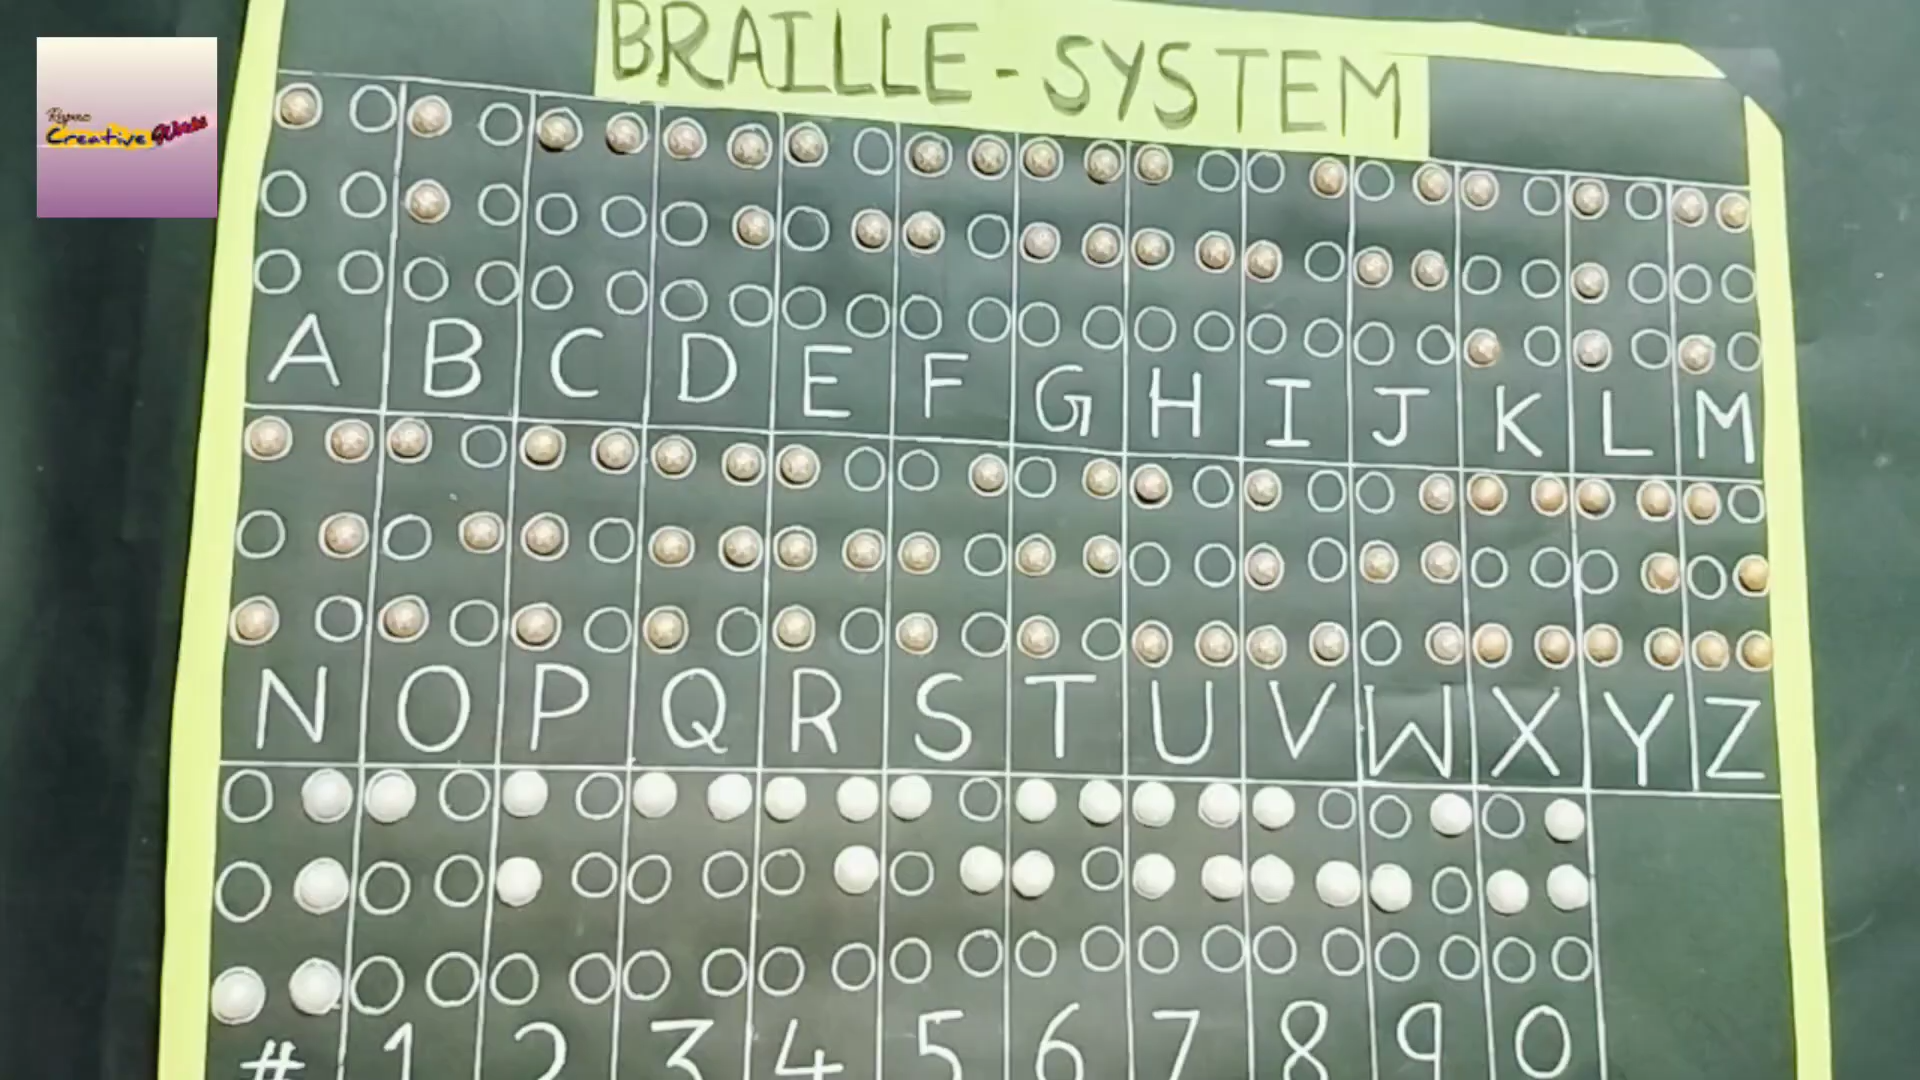 Creative
BRAILLE-SYSTEM
A B C D E F G H I J K L M
N O P Q R S T U V W X Y Z
# 1 2 3 4 5 6 7 8 9 0